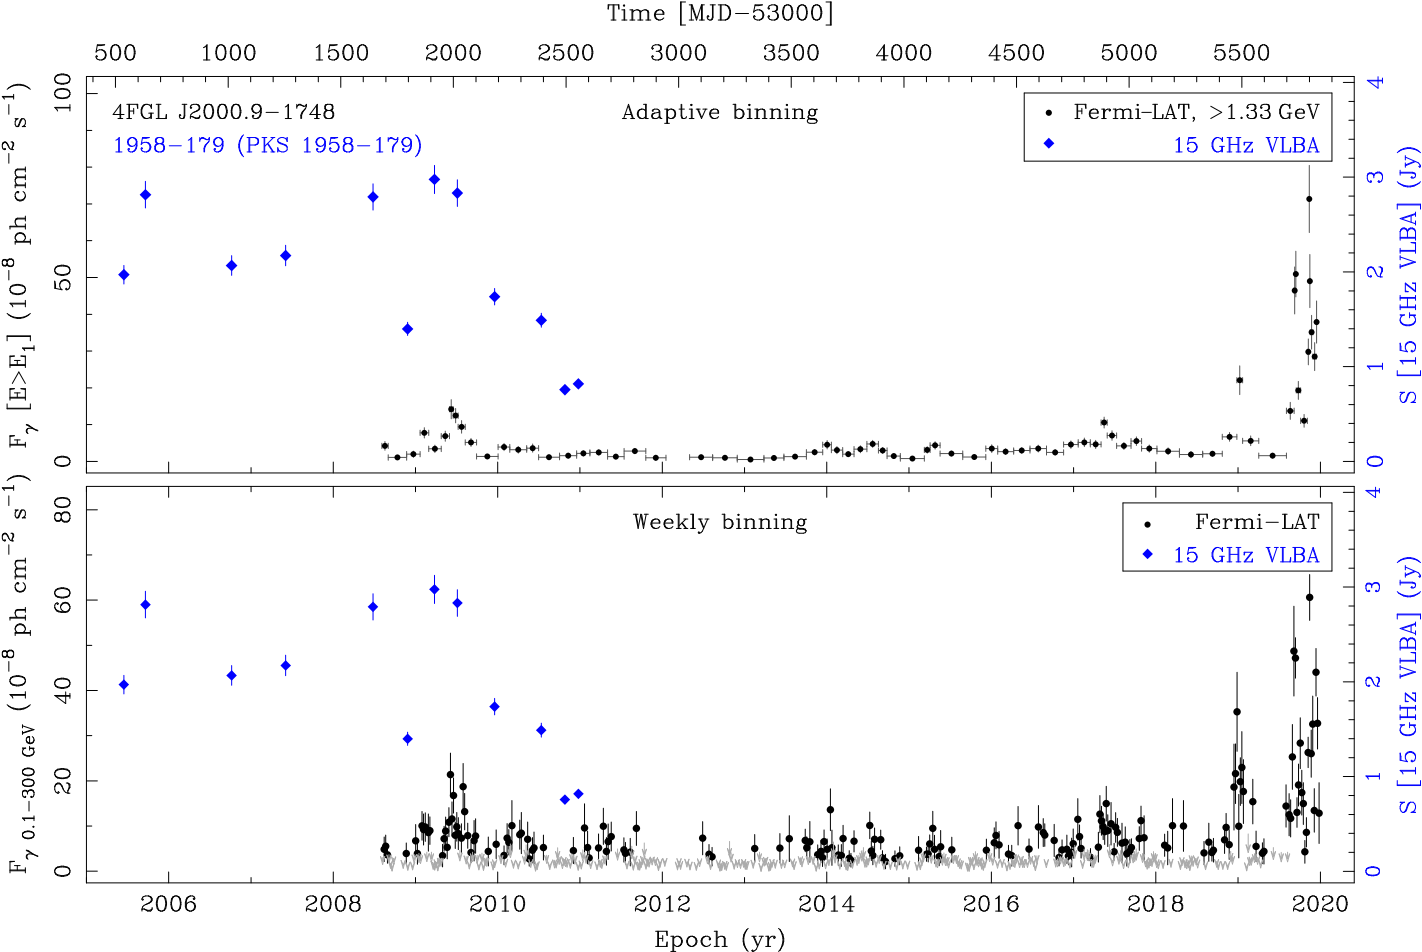 Time [MJD−53000]
500 1000 1500 2000 2500 3000 3500 4000 4500 5000 5500
4FGL J2000.9−1748
1958−179 (PKS 1958−179)
Adaptive binning
Fermi−LAT, >1.33 GeV
15 GHz VLBA
100
50
0
Fγ [E>E1] (10−8 ph cm−2 s−1)
4
3
2
1
0
S [15 GHz VLBA] (Jy)
Weekly binning
Fermi−LAT
15 GHz VLBA
80
60
40
20
0
Fγ 0.1−300 GeV (10−8 ph cm−2 s−1)
4
3
2
1
0
S [15 GHz VLBA] (Jy)
2006 2008 2010 2012 2014 2016 2018 2020
Epoch (yr)